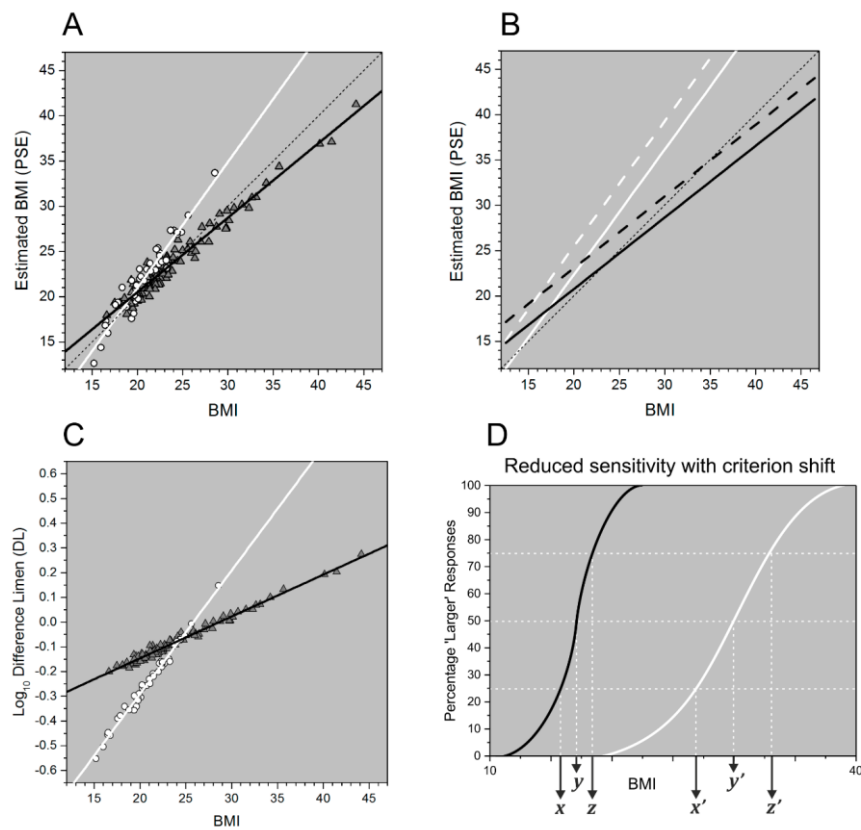 A
45
40
35
30
25
20
15
Estimated BMI (PSE)
15 20 25 30 35 40 45
BMI
B
45
40
35
30
25
20
15
Estimated BMI (PSE)
15 20 25 30 35 40 45
BMI
C
0.6
0.5
0.4
0.3
0.2
0.1
0.0
-0.1
-0.2
-0.3
-0.4
-0.5
-0.6
Log10 Difference Limen (DL)
15 20 25 30 35 40 45
BMI
D
Reduced sensitivity with criterion shift
100
90
80
70
60
50
40
30
20
10
0
Percentage 'Larger' Responses
10 40
BMI
x y z x′ y′ z′